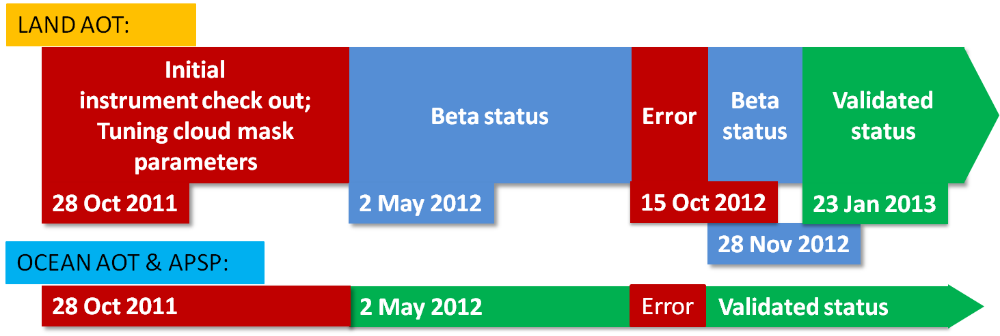 LAND AOT:
Initial
instrument check out;
Tuning cloud mask
parameters
Beta status
Error
Beta
status
Validated
status
28 Oct 2011
2 May 2012
15 Oct 2012
23 Jan 2013
28 Nov 2012
OCEAN AOT & APSP:
28 Oct 2011
2 May 2012
Error
Validated status